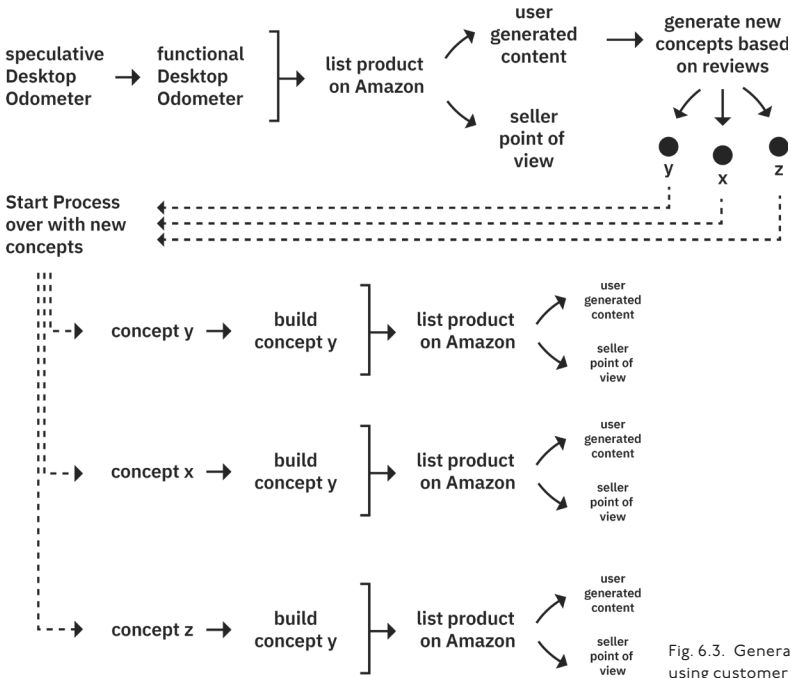 speculative
Desktop
Odometer
functional
Desktop
Odometer
list product
on Amazon
user
generated
content
seller
point of
view
generate new
concepts based
on reviews
y
x
z
Start Process
over with new
concepts
concept y
build
concept y
list product
on Amazon
user
generated
content
seller
point of
view
concept x
build
concept y
list product
on Amazon
user
generated
content
seller
point of
view
concept z
build
concept y
list product
on Amazon
user
generated
content
seller
point of
view
Fig. 6.3. Genera
using customer